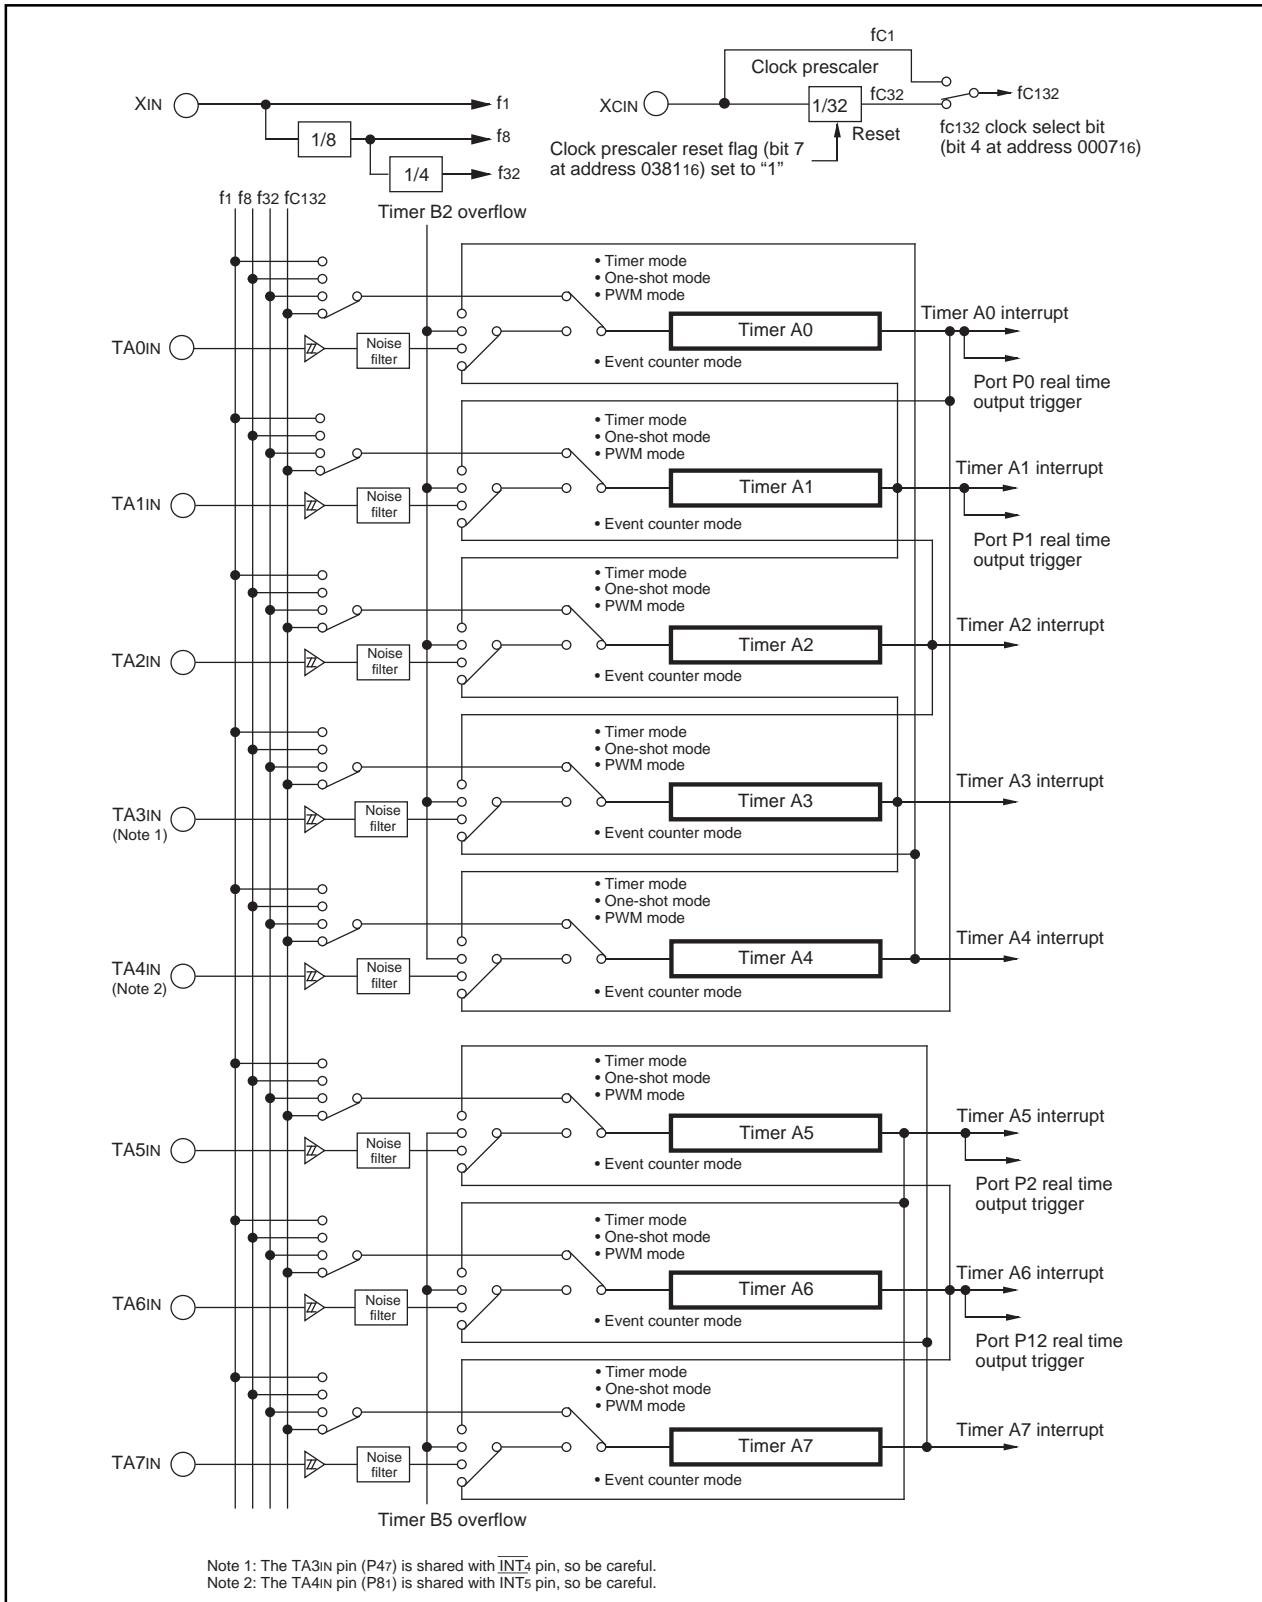 fC1
Clock prescaler
XIN
f1
XCIN
1/32
fC32
fC132
1/8
f8
Reset
fC132 clock select bit
(bit 4 at address 000716)
Clock prescaler reset flag (bit 7
at address 038116) set to “1”
1/4
f32
f1 f8 f32 fC132
Timer B2 overflow
• Timer mode
• One-shot mode
• PWM mode
TA0IN
Noise
filter
Timer A0
• Event counter mode
Timer A0 interrupt
Port P0 real time
output trigger
• Timer mode
• One-shot mode
• PWM mode
TA1IN
Noise
filter
Timer A1
• Event counter mode
Timer A1 interrupt
Port P1 real time
output trigger
• Timer mode
• One-shot mode
• PWM mode
TA2IN
Noise
filter
Timer A2
• Event counter mode
Timer A2 interrupt
• Timer mode
• One-shot mode
• PWM mode
TA3IN
(Note 1)
Noise
filter
Timer A3
• Event counter mode
Timer A3 interrupt
• Timer mode
• One-shot mode
• PWM mode
TA4IN
(Note 2)
Noise
filter
Timer A4
• Event counter mode
Timer A4 interrupt
• Timer mode
• One-shot mode
• PWM mode
TA5IN
Noise
filter
Timer A5
• Event counter mode
Timer A5 interrupt
Port P2 real time
output trigger
• Timer mode
• One-shot mode
• PWM mode
TA6IN
Noise
filter
Timer A6
• Event counter mode
Timer A6 interrupt
Port P12 real time
output trigger
• Timer mode
• One-shot mode
• PWM mode
TA7IN
Noise
filter
Timer A7
• Event counter mode
Timer A7 interrupt
Timer B5 overflow
Note 1: The TA3IN pin (P47) is shared with INT4 pin, so be careful.
Note 2: The TA4IN pin (P81) is shared with INT5 pin, so be careful.